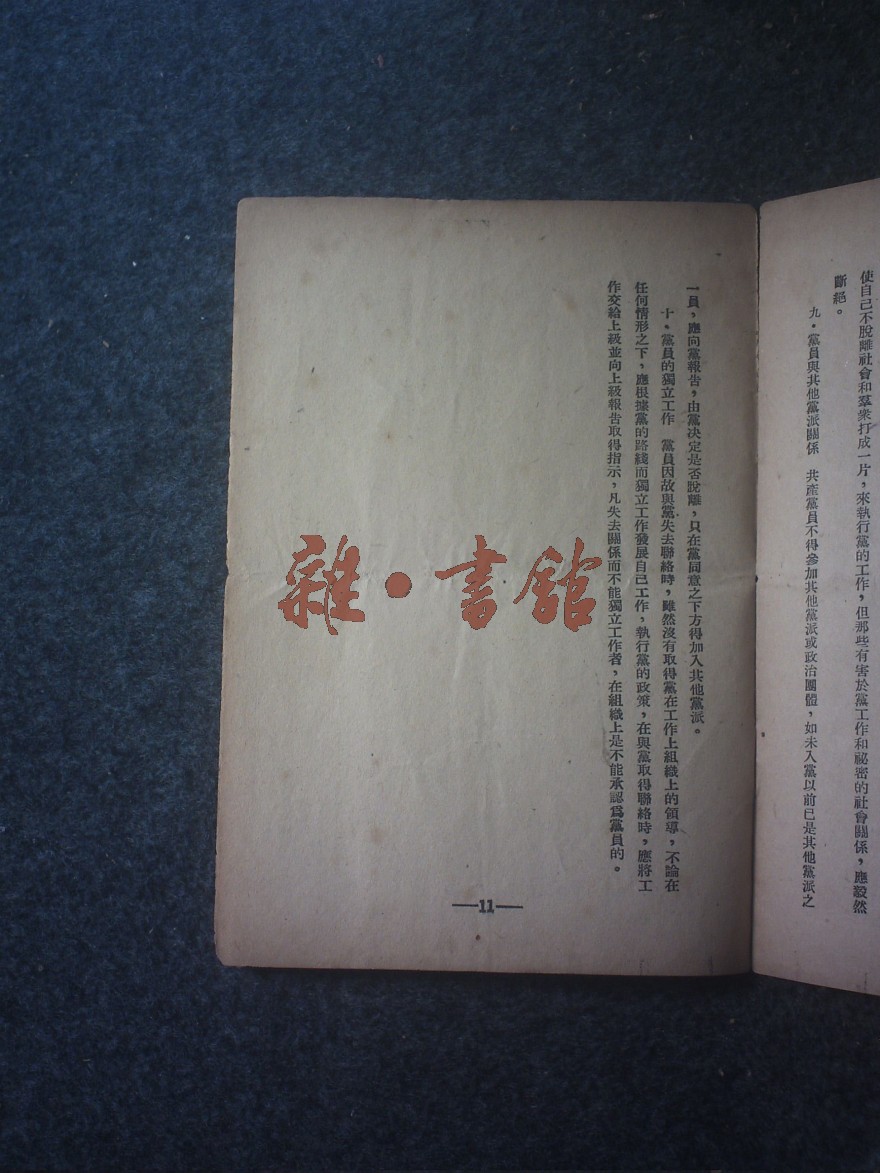 使自己不脫離社會和羣衆打成一片，來執行黨的工作，但那些有害於黨工作和祕密的社會關係，應毅然
斷絕。
九．黨員與其他黨派關係　共產黨員不得參加其他黨派或政治團體，如未入黨以前已是其他黨派之
一員，應向黨報告，由黨决定是否脫離，只在黨同意之下方得加入其他黨派。
十．黨員的獨立工作　黨員因故與黨失去聯絡時，雖然沒有取得黨在工作上組織上的領導，不論在
任何情形之下，應根據黨的路綫而獨立工作發展自己工作，執行黨的政策，在與黨取得聯絡時，應將工
作交給上級並向上級報告取得指示，凡失去關係而不能獨立工作者，在組織上是不能承認爲黨員的。
—11—
雜·書館